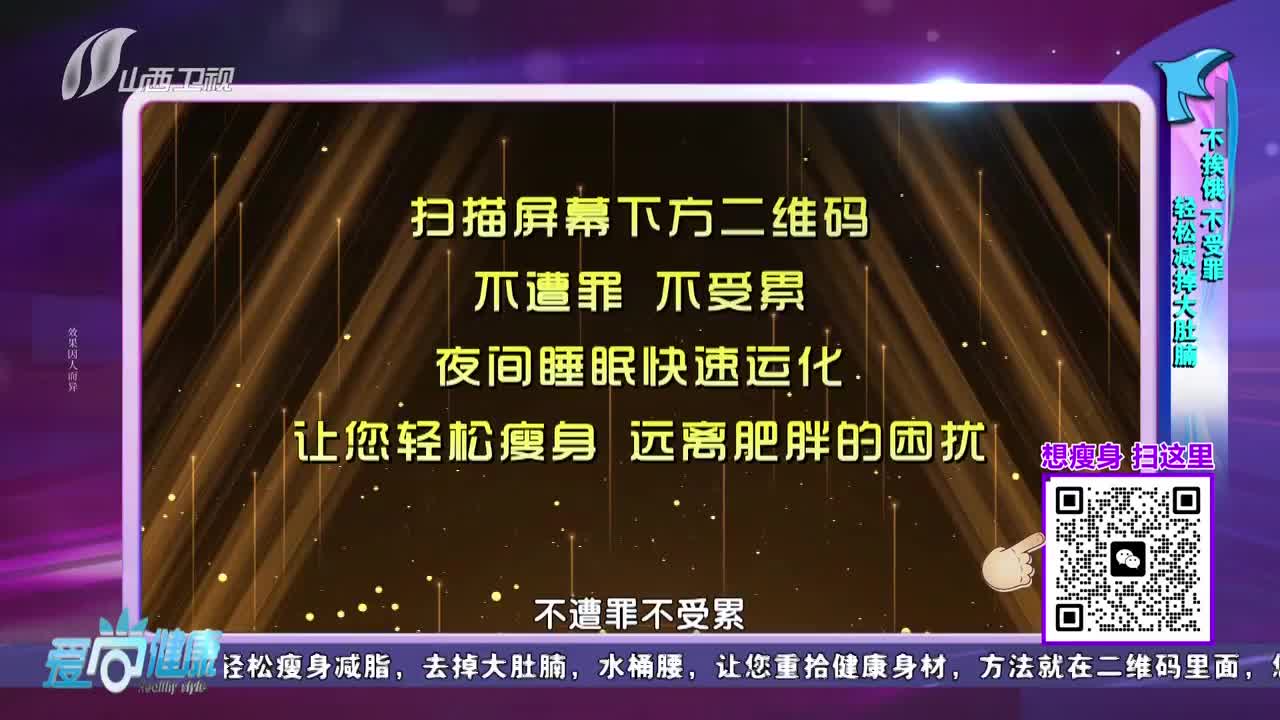 山西卫视
扫描屏幕下方二维码
不遭罪 不受累
夜间睡眠快速运化
让您轻松瘦身 远离肥胖的困扰
不挨饿 不受罪
轻松减掉大肚腩
效果因人而异
想瘦身 扫这里
不遭罪不受累
爱尚健康
healthy style
轻松瘦身减脂，去掉大肚腩，水桶腰，让您重拾健康身材，方法就在二维码里面，